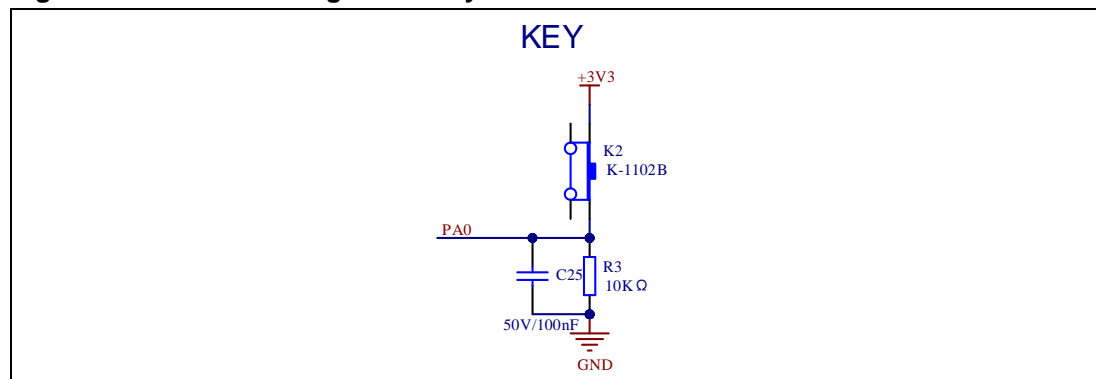 KEY
+3V3
K2
K-1102B
PA0
C25
R3
10KΩ
50V/100nF
GND